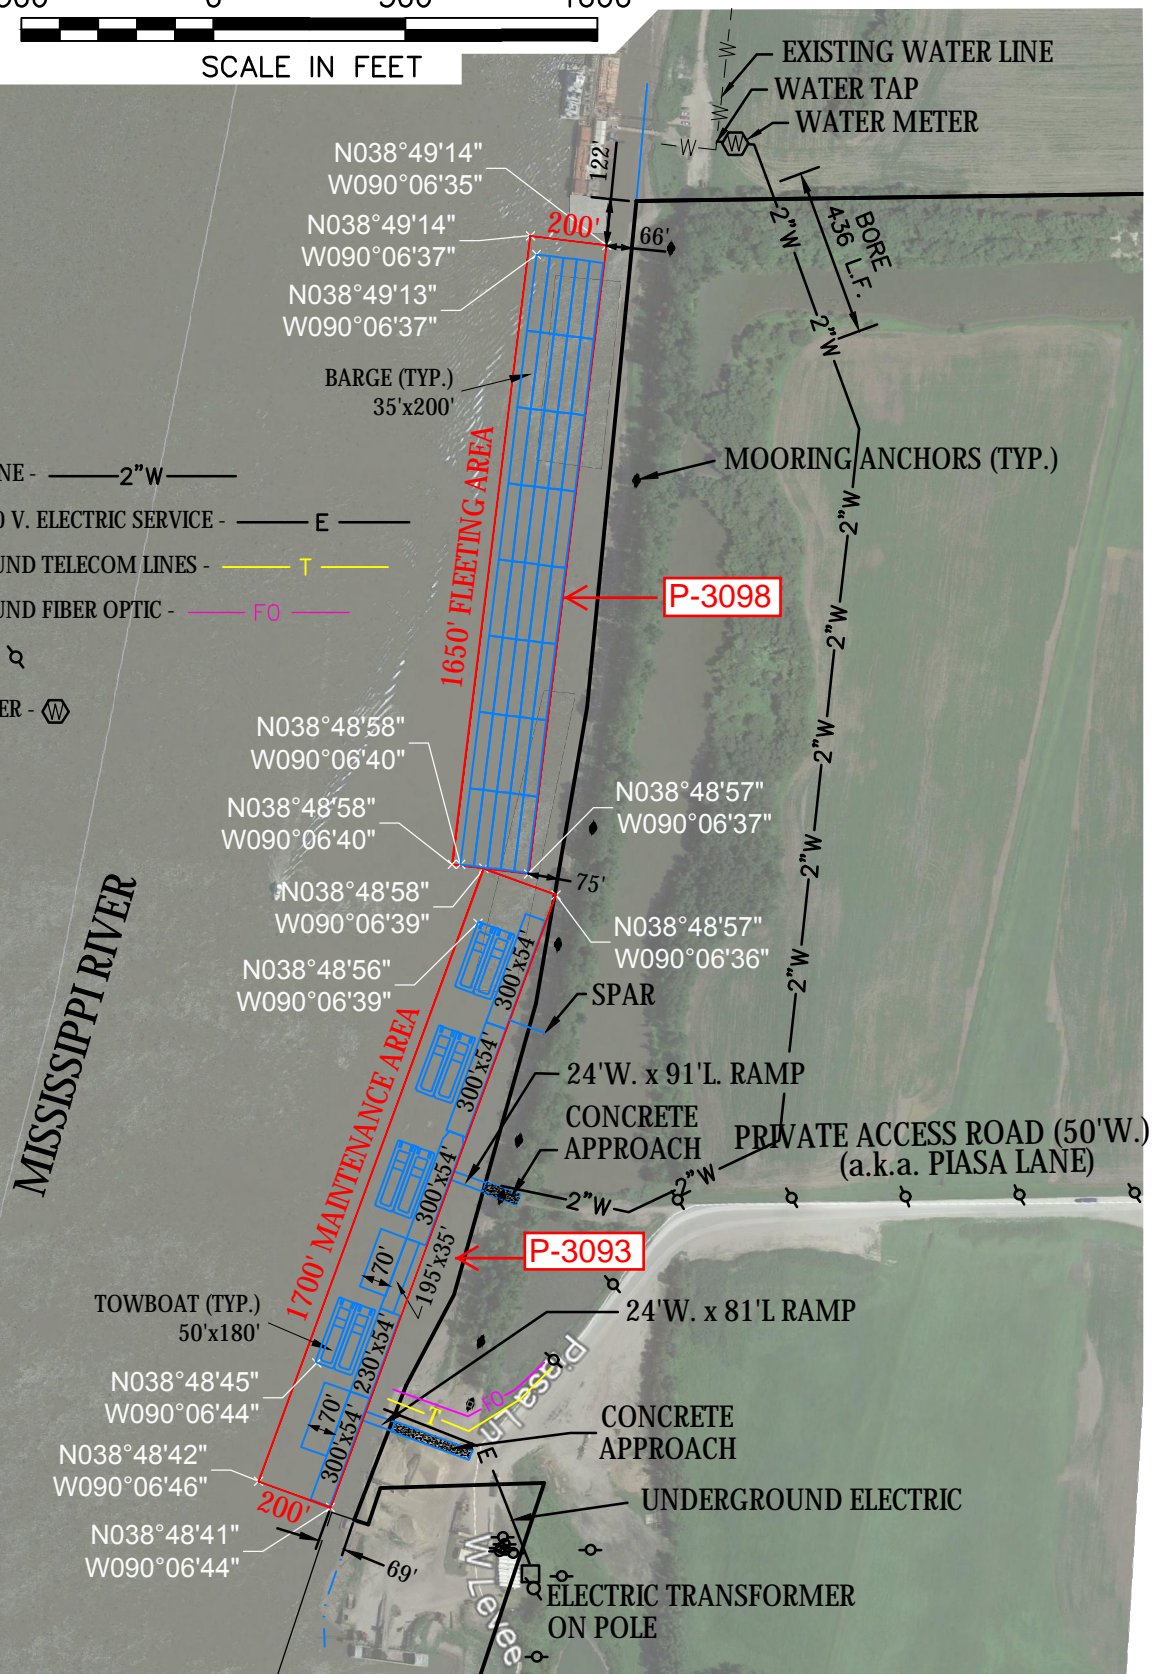 0
500
1000
SCALE IN FEET
EXISTING WATER LINE
WATER TAP
WATER METER
W
W
W
W
N038°49'14"
W090°06'35"
122'
N038°49'14"
W090°06'37"
200'
66'
2"W
BORE
436 L.F.
N038°49'13"
W090°06'37"
2"W
BARGE (TYP.)
35'x200'
1650' FLEETING AREA
MOORING ANCHORS (TYP.)
NE - 2"W
0 V. ELECTRIC SERVICE - E
UND TELECOM LINES - T
UND FIBER OPTIC - FO
ER - W
2"W
P-3098
2"W
N038°48'58"
W090°06'40"
2"W
N038°48'58"
W090°06'40"
N038°48'57"
W090°06'37"
2"W
75'
N038°48'58"
W090°06'39"
N038°48'57"
W090°06'36"
N038°48'56"
W090°06'39"
300'x54'
2"W
SPAR
MISSISSIPPI RIVER
1700' MAINTENANCE AREA
300'x54'
24'W. x 91'L. RAMP
CONCRETE
APPROACH
PRIVATE ACCESS ROAD (50'W.)
(a.k.a. PIASA LANE)
300'x54'
2"W
2"W
70'
195'x35'
P-3093
TOWBOAT (TYP.)
50'x180'
230'x54'
24'W. x 81'L RAMP
Piasa Ln
N038°48'45"
W090°06'44"
70'
300'x54'
FO
T
E
CONCRETE
APPROACH
N038°48'42"
W090°06'46"
200'
UNDERGROUND ELECTRIC
N038°48'41"
W090°06'44"
69'
W Levee
ELECTRIC TRANSFORMER
ON POLE